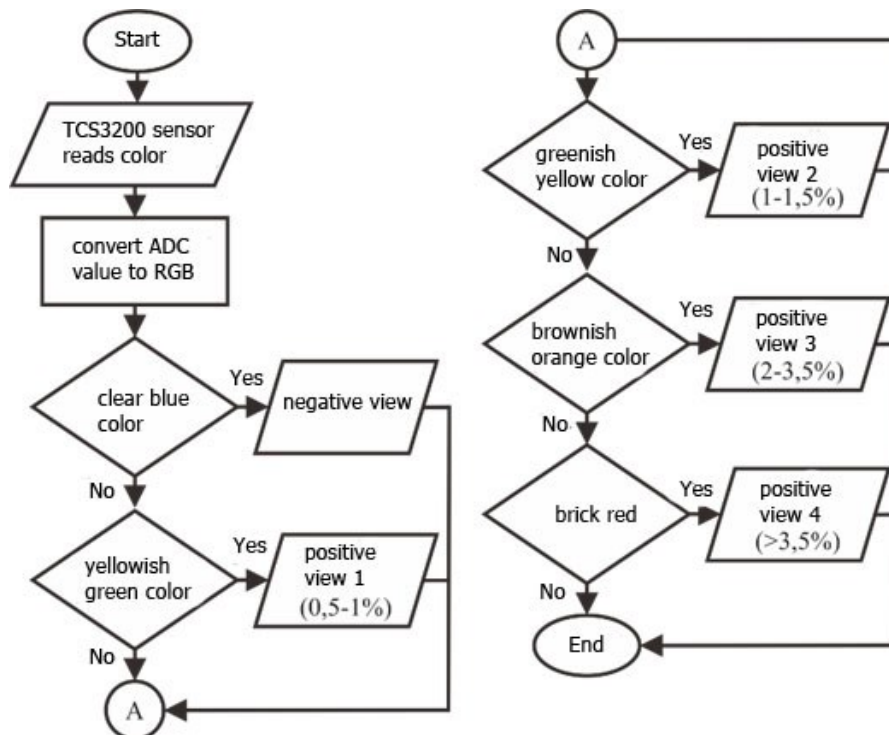 Start
TCS3200 sensor
reads color
convert ADC
value to RGB
clear blue
color
Yes
negative view
No
yellowish
green color
Yes
positive
view 1
(0,5-1%)
No
A
A
greenish
yellow color
Yes
positive
view 2
(1-1,5%)
No
brownish
orange color
Yes
positive
view 3
(2-3,5%)
No
brick red
Yes
positive
view 4
(>3,5%)
No
End